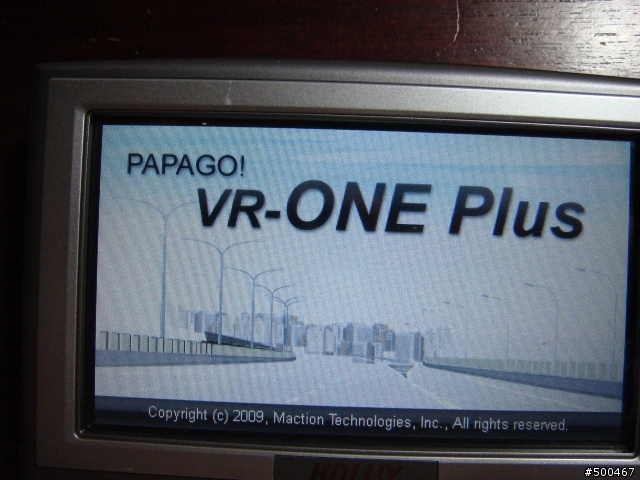 PAPAGO!
VR-ONE Plus
Copyright (c) 2009, Maction Technologies, Inc., All rights reserved.
#500467